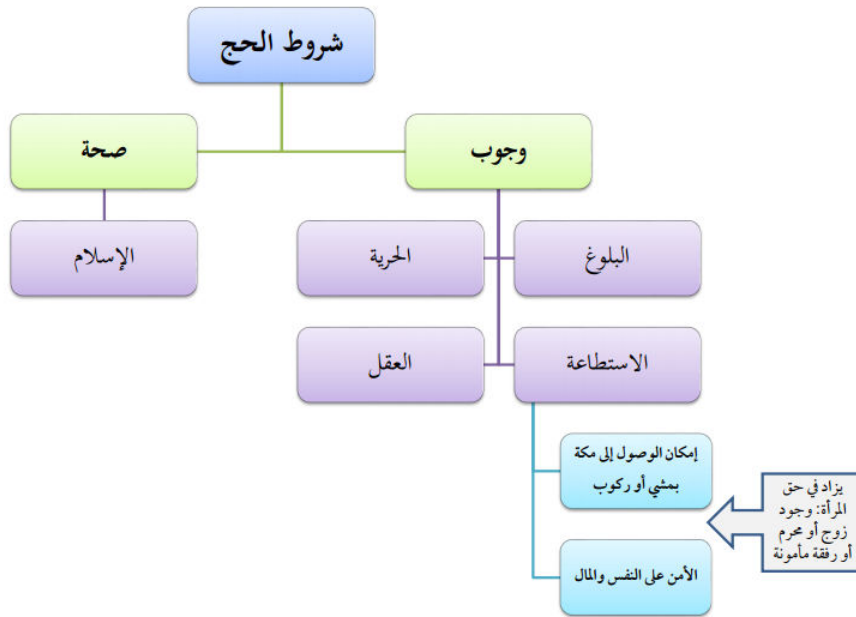 شروط الحج
وجوب
صحة
البلوغ
الحرية
الإسلام
الاستطاعة
العقل
إمكان الوصول إلى مكة
بمشي أو ركوب
يزاد في حق
المرأة: وجود
زوج أو محرم
أو رفقة مأمونة
الأمن على النفس والمال